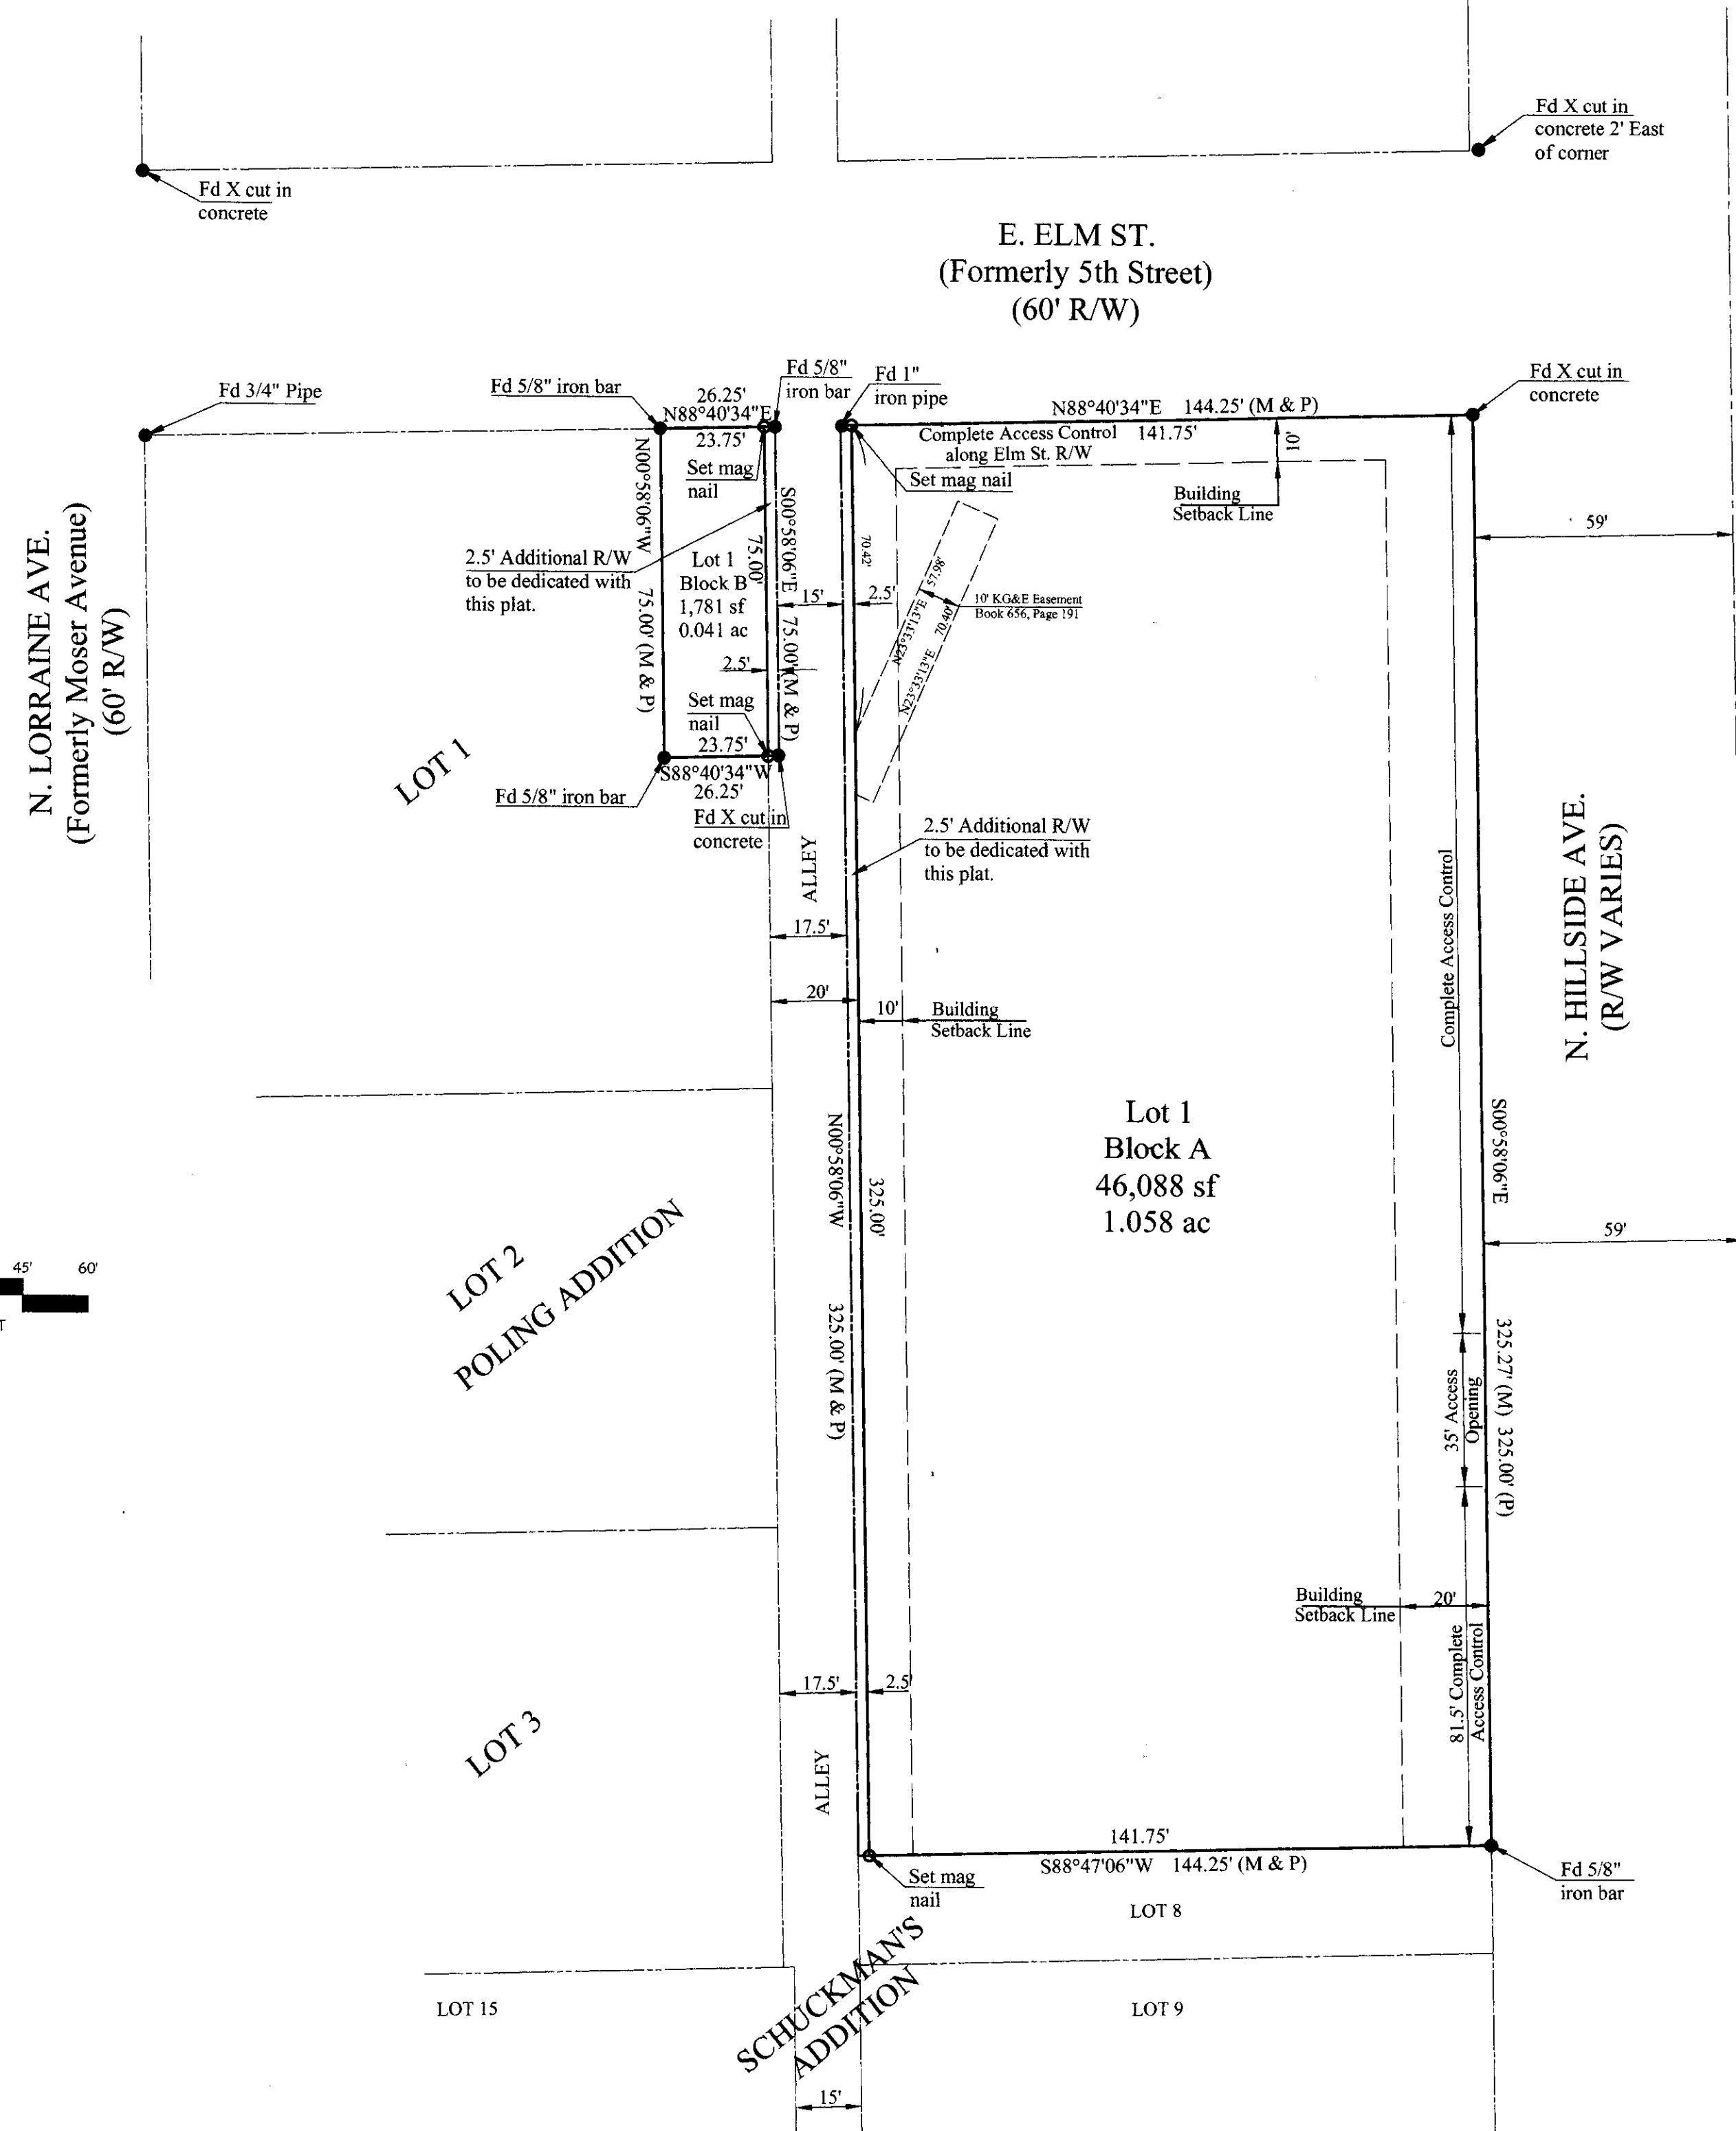 Fd X cut in
concrete 2' East
of corner
Fd X cut in
concrete
E. ELM ST.
(Formerly 5th Street)
(60' R/W)
Fd 3/4" Pipe
Fd 5/8" iron bar
26.25'
N88°40'34"E
23.75'
Set mag
nail
Fd 5/8"
iron bar
Fd 1"
iron pipe
N88°40'34"E 144.25' (M & P)
Complete Access Control 141.75'
along Elm St. R/W
Set mag nail
10'
Building
Setback Line
Fd X cut in
concrete
59'
N. LORRAINE AVE.
(Formerly Moser Avenue)
(60' R/W)
N00°58'06"W 75.00' (M & P)
2.5' Additional R/W
to be dedicated with
this plat.
Lot 1
Block B
1,781 sf
0.041 ac
75.00'
S00°58'06"E 75.00' (M & P)
15'
2.5'
70.42'
N23°33'13"E 57.98'
N23°33'13"E 70.40'
10' KG&E Easement
Book 656, Page 191
2.5'
Set mag
nail
23.75'
S88°40'34"W
26.25'
Fd 5/8" iron bar
Fd X cut in
concrete
LOT 1
ALLEY
2.5' Additional R/W
to be dedicated with
this plat.
17.5'
20'
10'
Building
Setback Line
Complete Access Control
N. HILLSIDE AVE.
(R/W VARIES)
Lot 1
Block A
46,088 sf
1.058 ac
N00°58'06"W 325.00' (M & P)
325.00'
S00°58'06"E 325.27' (M) 325.00' (P)
59'
45' 60'
T
LOT 2
POLING ADDITION
35' Access
Opening
Building
Setback Line
20'
81.5' Complete
Access Control
17.5'
2.5'
LOT 3
ALLEY
141.75'
S88°47'06"W 144.25' (M & P)
Set mag
nail
Fd 5/8"
iron bar
LOT 8
SCHUCKMAN'S
ADDITION
LOT 15
LOT 9
15'